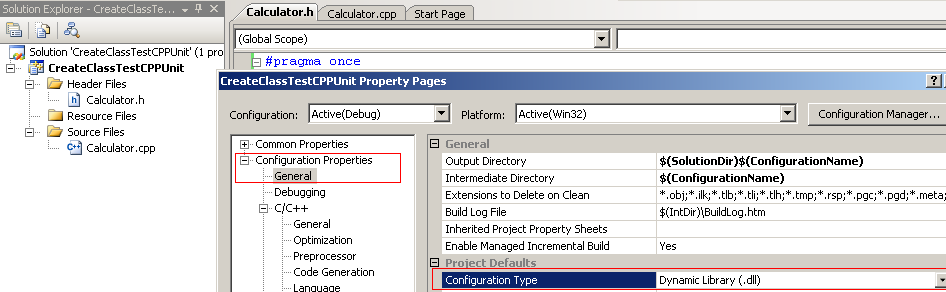 Solution Explorer - CreateClassTes...
Solution 'CreateClassTestCPPUnit' (1 pro
CreateClassTestCPPUnit
Header Files
Calculator.h
Resource Files
Source Files
Calculator.cpp
Calculator.h Calculator.cpp Start Page
(Global Scope)
#pragma once
CreateClassTestCPPUnit Property Pages
Configuration: Active(Debug) Platform: Active(Win32) Configuration Manager...
Common Properties
Configuration Properties
General
Debugging
C/C++
General
Optimization
Preprocessor
Code Generation
Language
General
Output Directory $(SolutionDir)$(ConfigurationName)
Intermediate Directory $(ConfigurationName)
Extensions to Delete on Clean *.obj;*.ilk;*.tlb;*.tli;*.tlh;*.tmp;*.rsp;*.pgc;*.pgd;*.meta;
Build Log File $(IntDir)\BuildLog.htm
Inherited Project Property Sheets
Enable Managed Incremental Build Yes
Project Defaults
Configuration Type Dynamic Library (.dll)